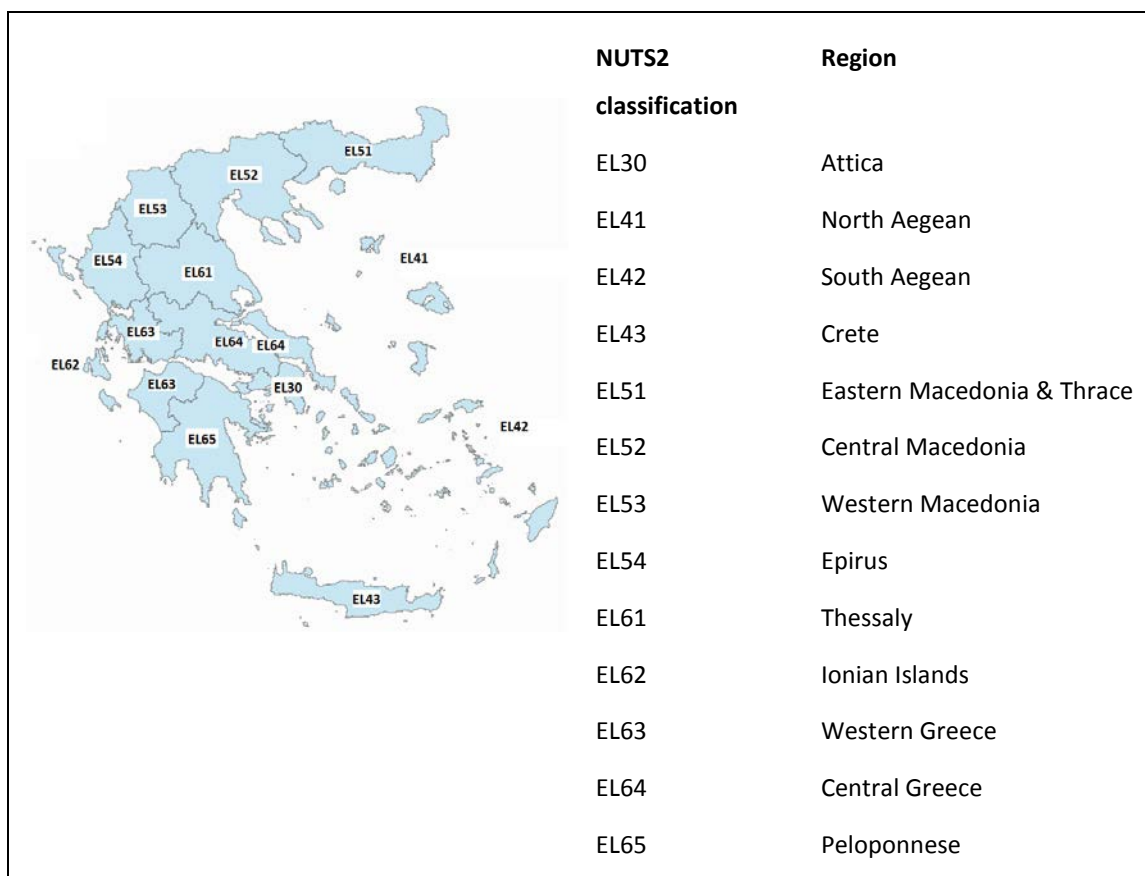 NUTS2 Region
classification
EL30 Attica
EL41 North Aegean
EL42 South Aegean
EL43 Crete
EL51 Eastern Macedonia & Thrace
EL52 Central Macedonia
EL53 Western Macedonia
EL54 Epirus
EL61 Thessaly
EL62 Ionian Islands
EL63 Western Greece
EL64 Central Greece
EL65 Peloponnese
EL51
EL52
EL53
EL54
EL41
EL61
EL63
EL64
EL64
EL62
EL63
EL30
EL42
EL65
EL43